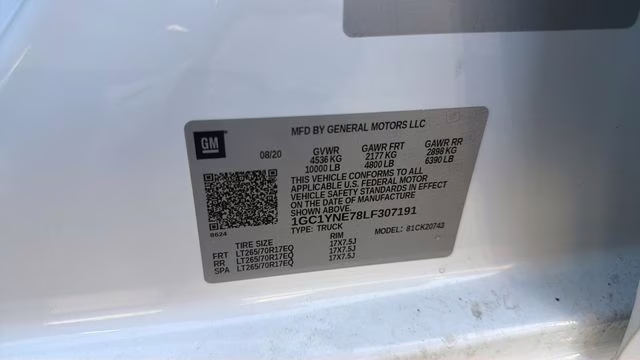 MFD BY GENERAL MOTORS LLC
GM
08/20
GVWR GAWR FRT GAWR RR
4536 KG 2177 KG 2898 KG
10000 LB 4800 LB 6390 LB
THIS VEHICLE CONFORMS TO ALL
APPLICABLE U.S. FEDERAL MOTOR
VEHICLE SAFETY STANDARDS IN EFFECT
ON THE DATE OF MANUFACTURE
SHOWN ABOVE
1GC1YNE78LF307191
8624
TYPE: TRUCK MODEL: 81CK20743
TIRE SIZE RIM
FRT LT265/70R17EQ 17X7.5J
RR LT265/70R17EQ 17X7.5J
SPA LT265/70R17EQ 17X7.5J